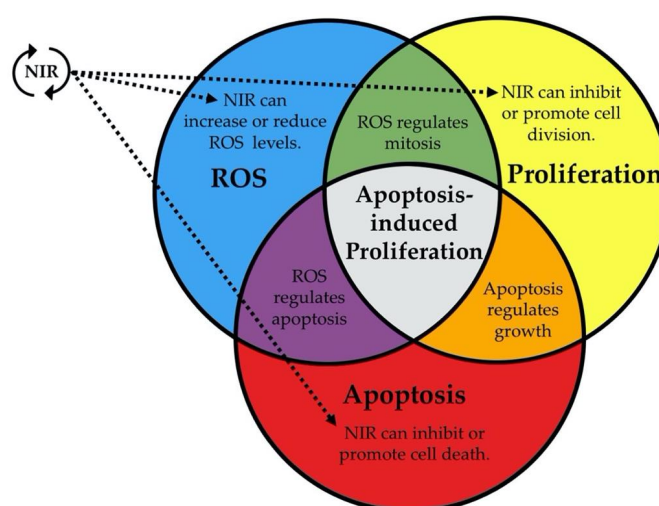 NIR
NIR can
increase or reduce
ROS levels.
ROS
ROS regulates
mitosis
NIR can inhibit
or promote cell
division.
Proliferation
Apoptosis-
induced
Proliferation
ROS
regulates
apoptosis
Apoptosis
regulates
growth
Apoptosis
NIR can inhibit or
promote cell death.